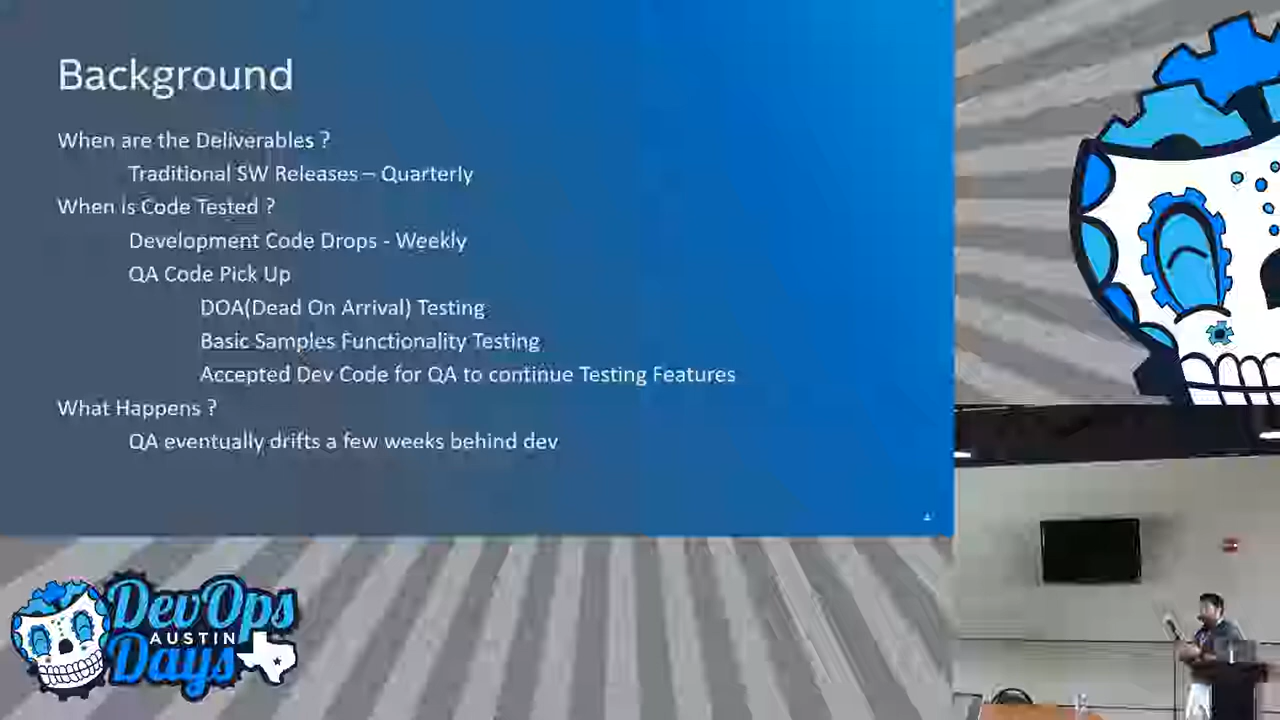 Background
When are the Deliverables ?
Traditional SW Releases – Quarterly
When is Code Tested ?
Development Code Drops - Weekly
QA Code Pick Up
DOA(Dead On Arrival) Testing
Basic Samples Functionality Testing
Accepted Dev Code for QA to continue Testing Features
What Happens ?
QA eventually drifts a few weeks behind dev
4
DevOps
AUSTIN
Days